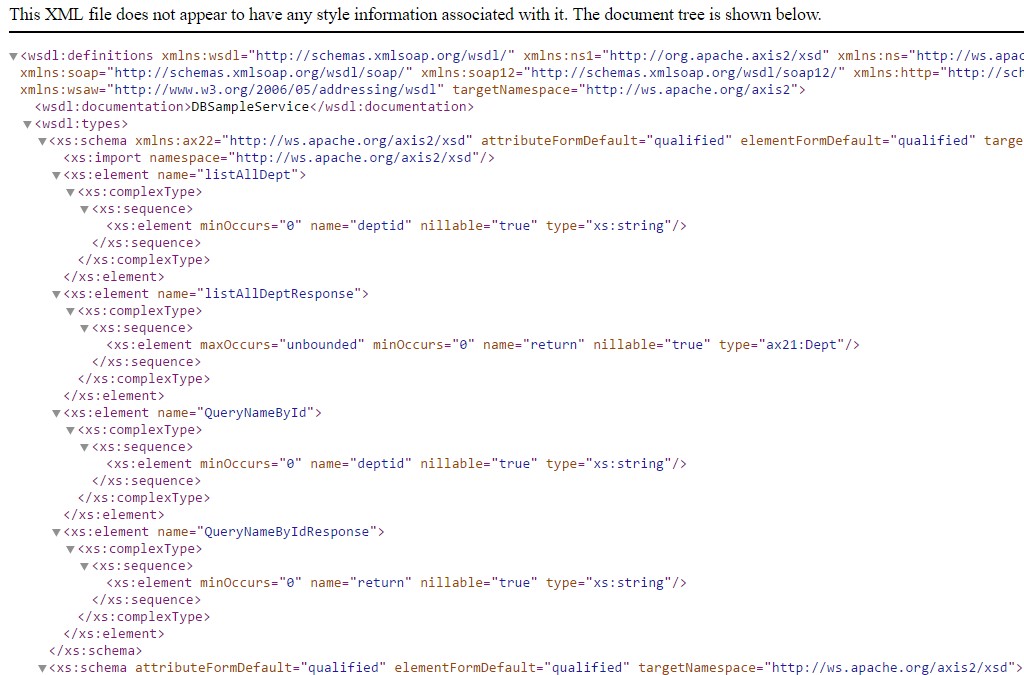 This XML file does not appear to have any style information associated with it. The document tree is shown below.
▼<wsdl:definitions xmlns:wsdl="http://schemas.xmlsoap.org/wsdl/" xmlns:ns1="http://org.apache.axis2/xsd" xmlns:ns="http://ws.apac
xmlns:soap="http://schemas.xmlsoap.org/wsdl/soap/" xmlns:soap12="http://schemas.xmlsoap.org/wsdl/soap12/" xmlns:http="http://sch
xmlns:wsaw="http://www.w3.org/2006/05/addressing/wsdl" targetNamespace="http://ws.apache.org/axis2">
<wsdl:documentation>DBSampleService</wsdl:documentation>
▼<wsdl:types>
▼<xs:schema xmlns:ax22="http://ws.apache.org/axis2/xsd" attributeFormDefault="qualified" elementFormDefault="qualified" targe
<xs:import namespace="http://ws.apache.org/axis2/xsd"/>
▼<xs:element name="listAllDept">
▼<xs:complexType>
▼<xs:sequence>
<xs:element minOccurs="0" name="deptid" nillable="true" type="xs:string"/>
</xs:sequence>
</xs:complexType>
</xs:element>
▼<xs:element name="listAllDeptResponse">
▼<xs:complexType>
▼<xs:sequence>
<xs:element maxOccurs="unbounded" minOccurs="0" name="return" nillable="true" type="ax21:Dept"/>
</xs:sequence>
</xs:complexType>
</xs:element>
▼<xs:element name="QueryNameById">
▼<xs:complexType>
▼<xs:sequence>
<xs:element minOccurs="0" name="deptid" nillable="true" type="xs:string"/>
</xs:sequence>
</xs:complexType>
</xs:element>
▼<xs:element name="QueryNameByIdResponse">
▼<xs:complexType>
▼<xs:sequence>
<xs:element minOccurs="0" name="return" nillable="true" type="xs:string"/>
</xs:sequence>
</xs:complexType>
</xs:element>
</xs:schema>
▼<xs:schema attributeFormDefault="qualified" elementFormDefault="qualified" targetNamespace="http://ws.apache.org/axis2/xsd">